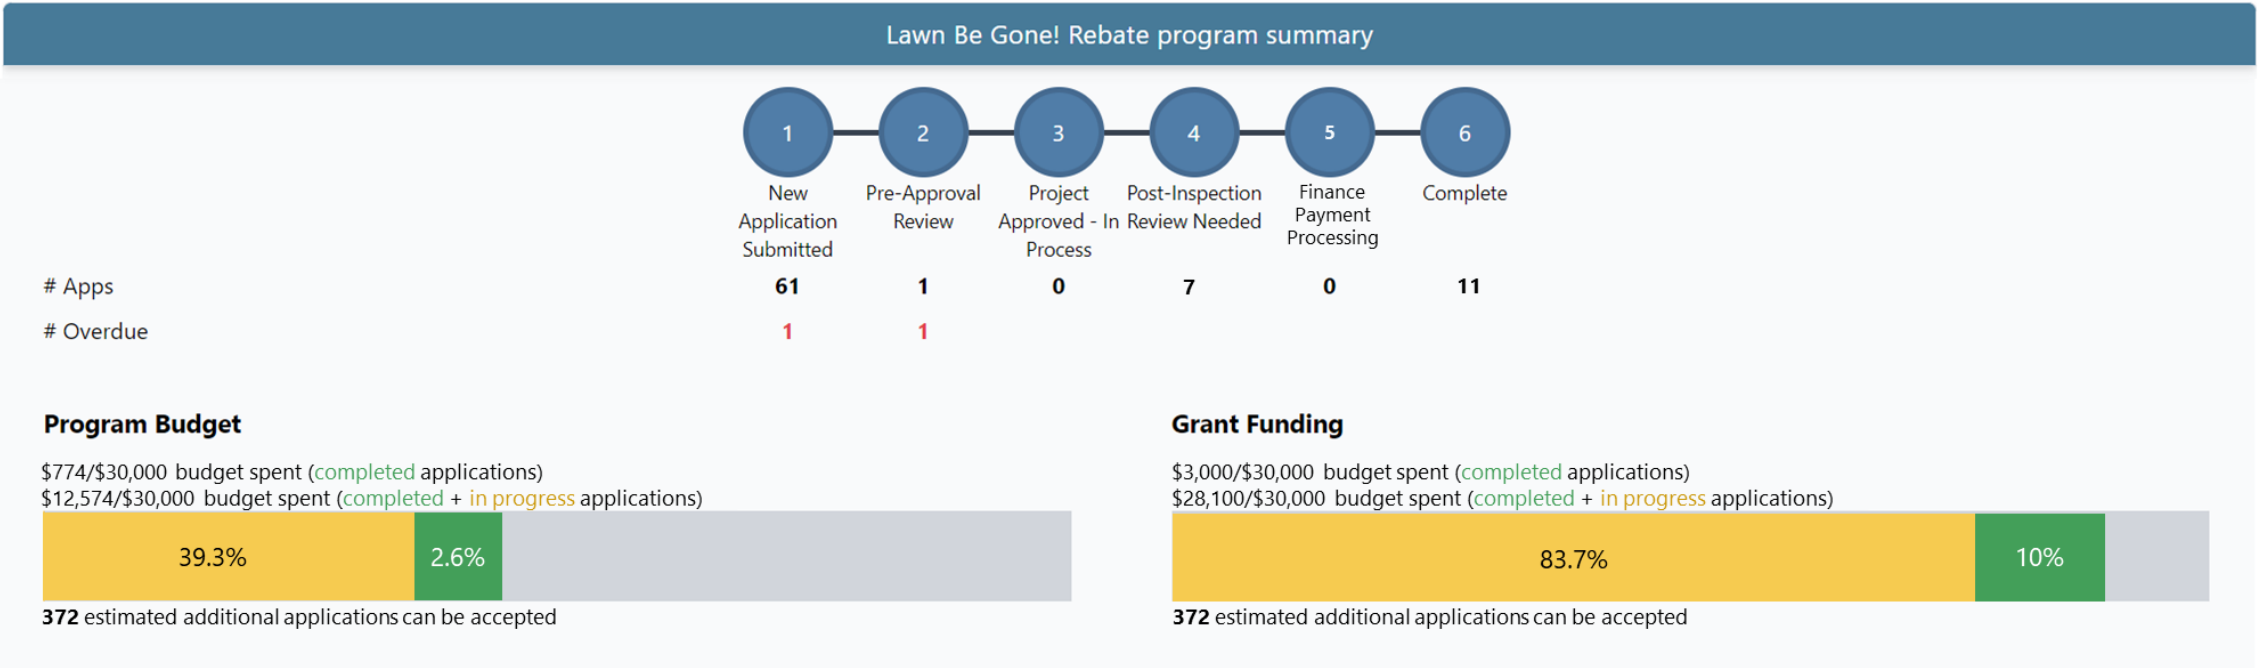 Lawn Be Gone! Rebate program summary
1 2 3 4 5 6
New Application Submitted
Pre-Approval Review
Project Approved - In Process
Post-Inspection Review Needed
Finance Payment Processing
Complete
# Apps 61 1 0 7 0 11
# Overdue 1 1
Program Budget
$774/$30,000 budget spent (completed applications)
$12,574/$30,000 budget spent (completed + in progress applications)
39.3% 2.6%
372 estimated additional applications can be accepted
Grant Funding
$3,000/$30,000 budget spent (completed applications)
$28,100/$30,000 budget spent (completed + in progress applications)
83.7% 10%
372 estimated additional applications can be accepted